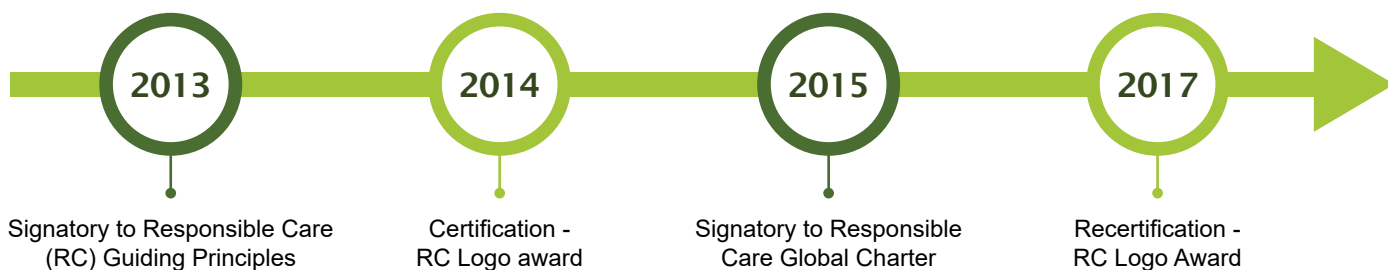 2013
2014
2015
2017
Signatory to Responsible Care
(RC) Guiding Principles
Certification -
RC Logo award
Signatory to Responsible
Care Global Charter
Recertification -
RC Logo Award